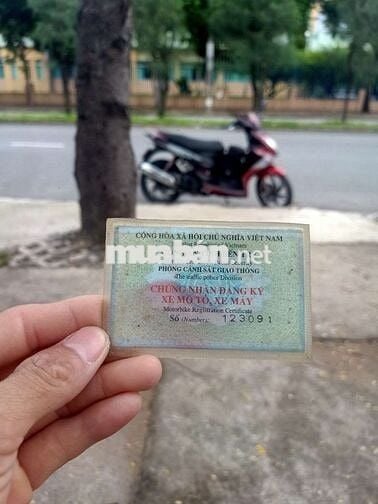 CỘNG HÒA XÃ HỘI CHỦ NGHĨA VIỆT NAM
muaban.net
PHÒNG CẢNH SÁT GIAO THÔNG
The traffic police Division
CHỨNG NHẬN ĐĂNG KÝ
XE MÔ TÔ, XE MÁY
Motorbike Registration Certificate
Số (Number): 123091